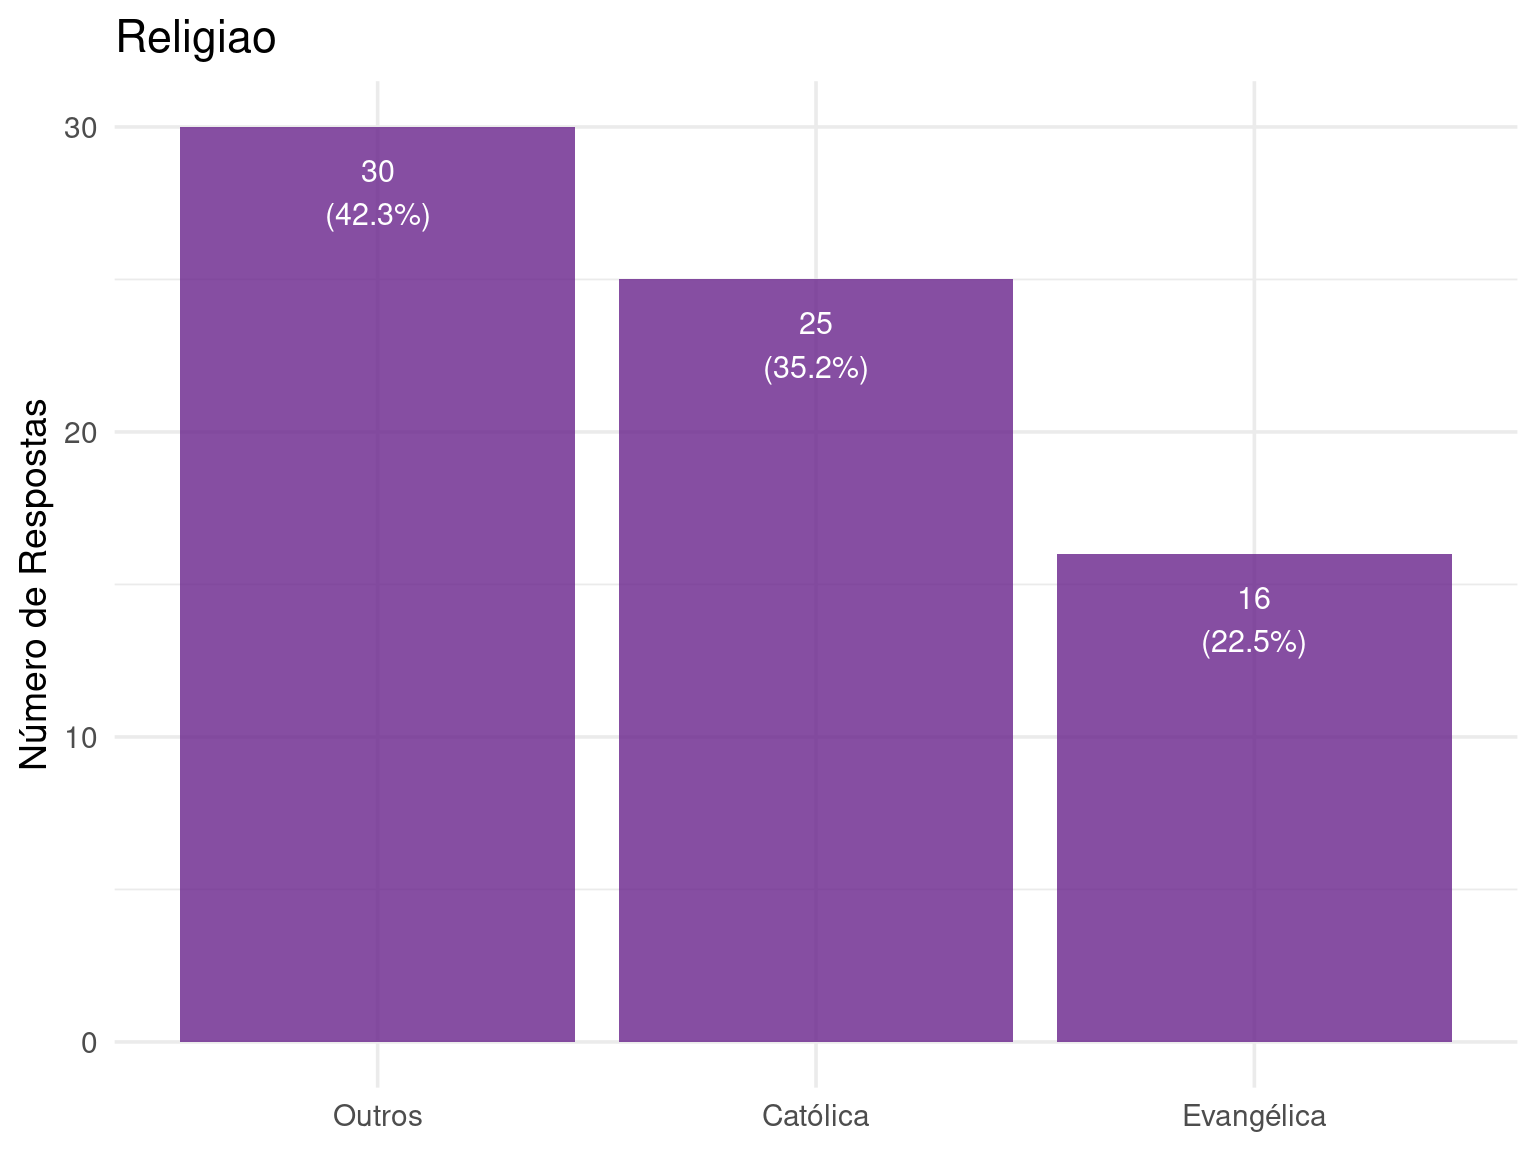 Religiao
Número de Respostas
30
20
10
0
30
(42.3%)
25
(35.2%)
16
(22.5%)
Outros
Católica
Evangélica